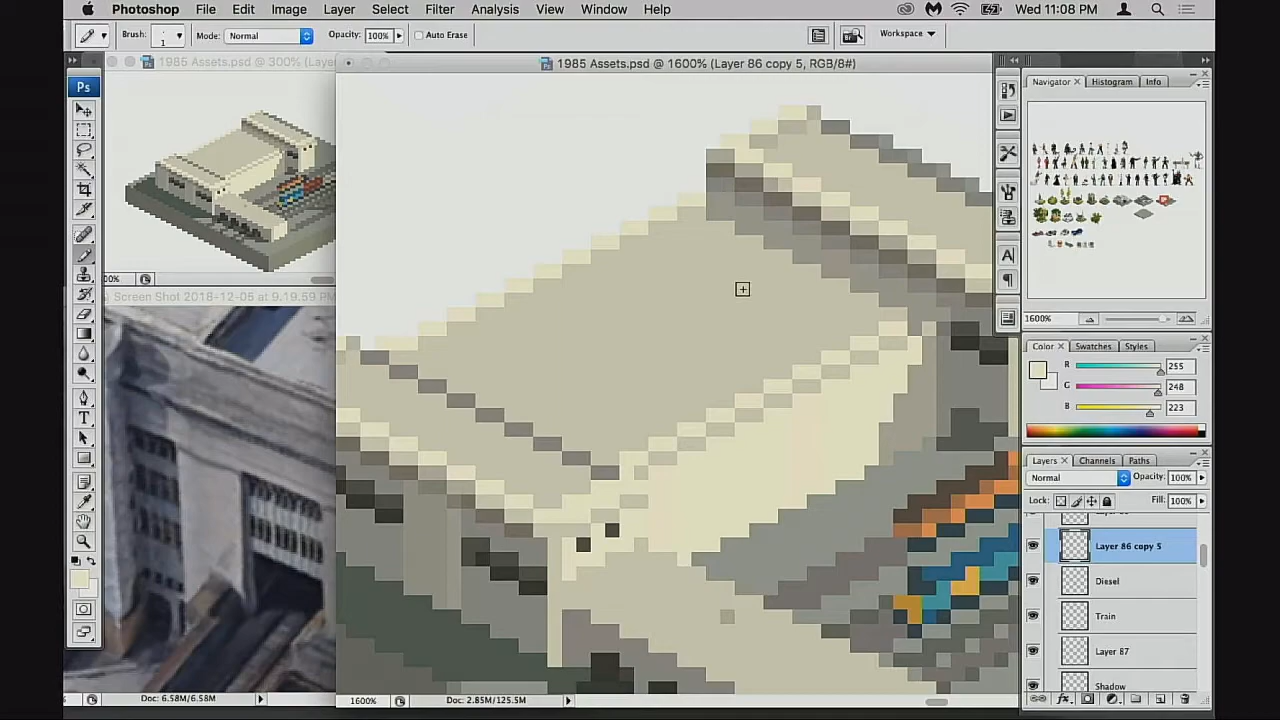 Photoshop File Edit Image Layer Select Filter Analysis View Window Help Wed 11:08 PM
Brush: 1 Mode: Normal Opacity: 100% Auto Erase Workspace
1985 Assets.psd @ 300% (Laye
1985 Assets.psd @ 1600% (Layer 86 copy 5, RGB/8#)
Ps
Navigator Histogram Info
00%
Screen Shot 2018-12-05 at 9.19.59 PM
1600%
Color Swatches Styles
R 255
G 248
B 223
Layers Channels Paths
Normal Opacity: 100%
Lock: Fill: 100%
Layer 86 copy 5
Diesel
Train
Layer 87
Shadow
Doc: 6.58M/6.58M
1600% Doc: 2.85M/125.5M